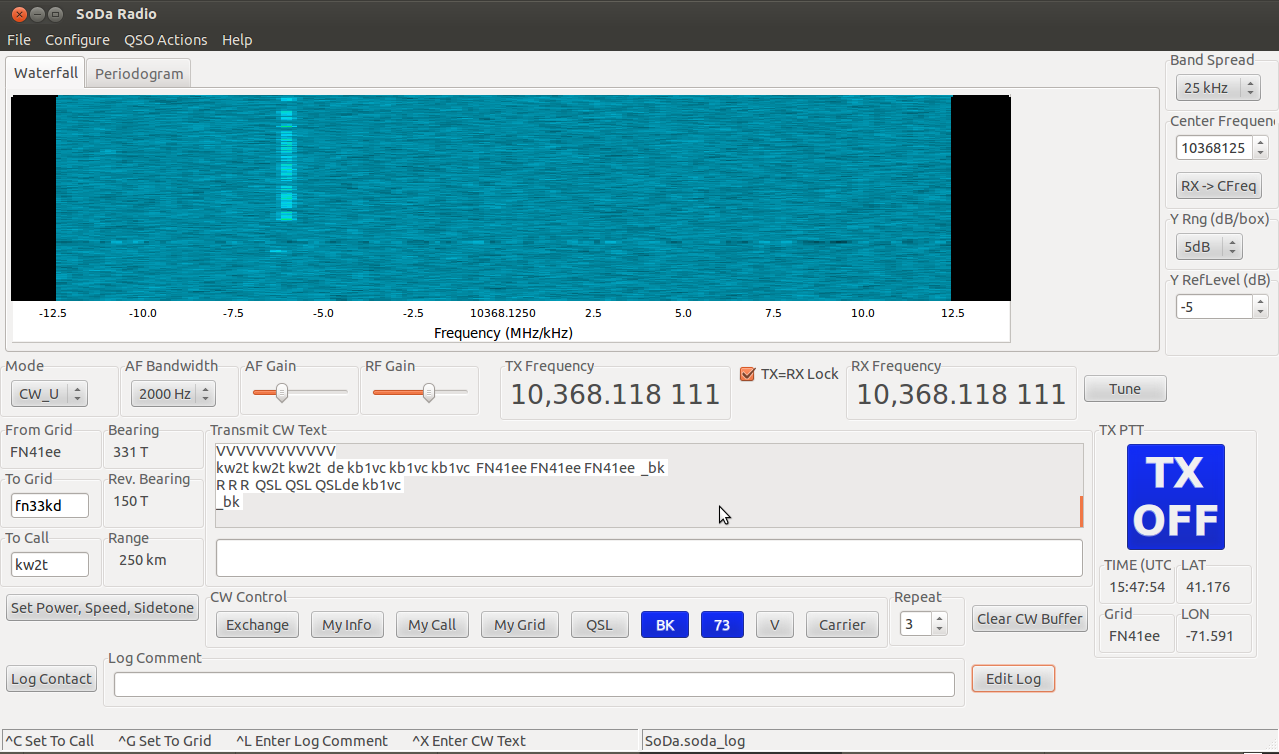 SoDa Radio
File Configure QSO Actions Help
Waterfall Periodogram
Band Spread
25 kHz
Center Frequen
10368125
RX -> CFreq
Y Rng (dB/box)
5dB
Y RefLevel (dB)
-5
-12.5 -10.0 -7.5 -5.0 -2.5 10368.1250 2.5 5.0 7.5 10.0 12.5
Frequency (MHz/kHz)
Mode
CW_U
AF Bandwidth
2000 Hz
AF Gain
RF Gain
TX Frequency
10,368.118 111
TX=RX Lock
RX Frequency
10,368.118 111
Tune
From Grid
FN41ee
Bearing
331 T
To Grid
fn33kd
Rev. Bearing
150 T
To Call
kw2t
Range
250 km
Transmit CW Text
VVVVVVVVVVVV
kw2t kw2t kw2t de kb1vc kb1vc kb1vc FN41ee FN41ee FN41ee _bk
R R R QSL QSL QSLde kb1vc
_bk
TX PTT
TX
OFF
TIME (UTC
15:47:54
LAT
41.176
Grid
FN41ee
LON
-71.591
Set Power, Speed, Sidetone
CW Control
Exchange My Info My Call My Grid QSL BK 73 V Carrier
Repeat
3
Clear CW Buffer
Log Contact
Log Comment
Edit Log
^C Set To Call ^G Set To Grid ^L Enter Log Comment ^X Enter CW Text
SoDa.soda_log